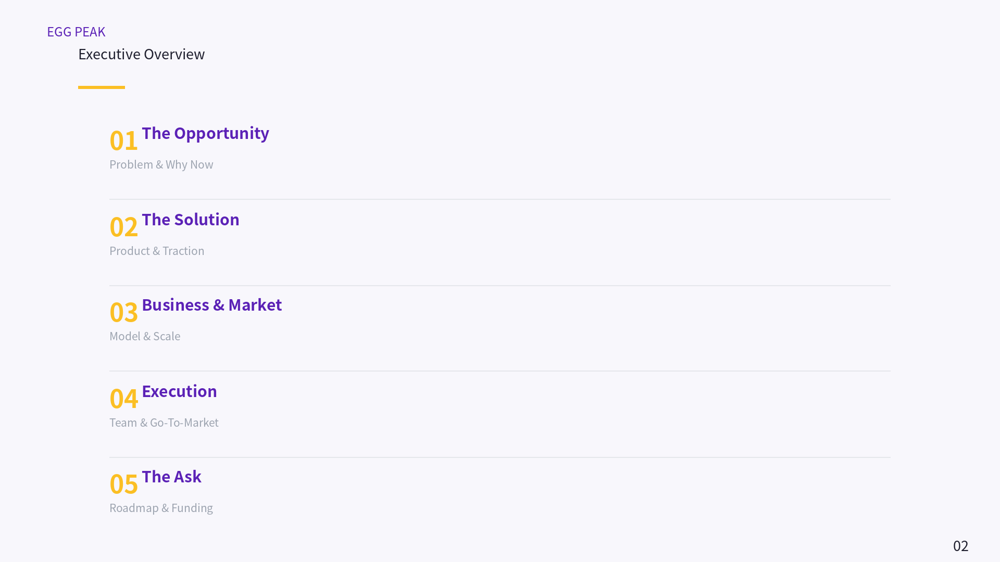 EGG PEAK
Executive Overview
01 The Opportunity
Problem & Why Now
02 The Solution
Product & Traction
03 Business & Market
Model & Scale
04 Execution
Team & Go-To-Market
05 The Ask
Roadmap & Funding
02